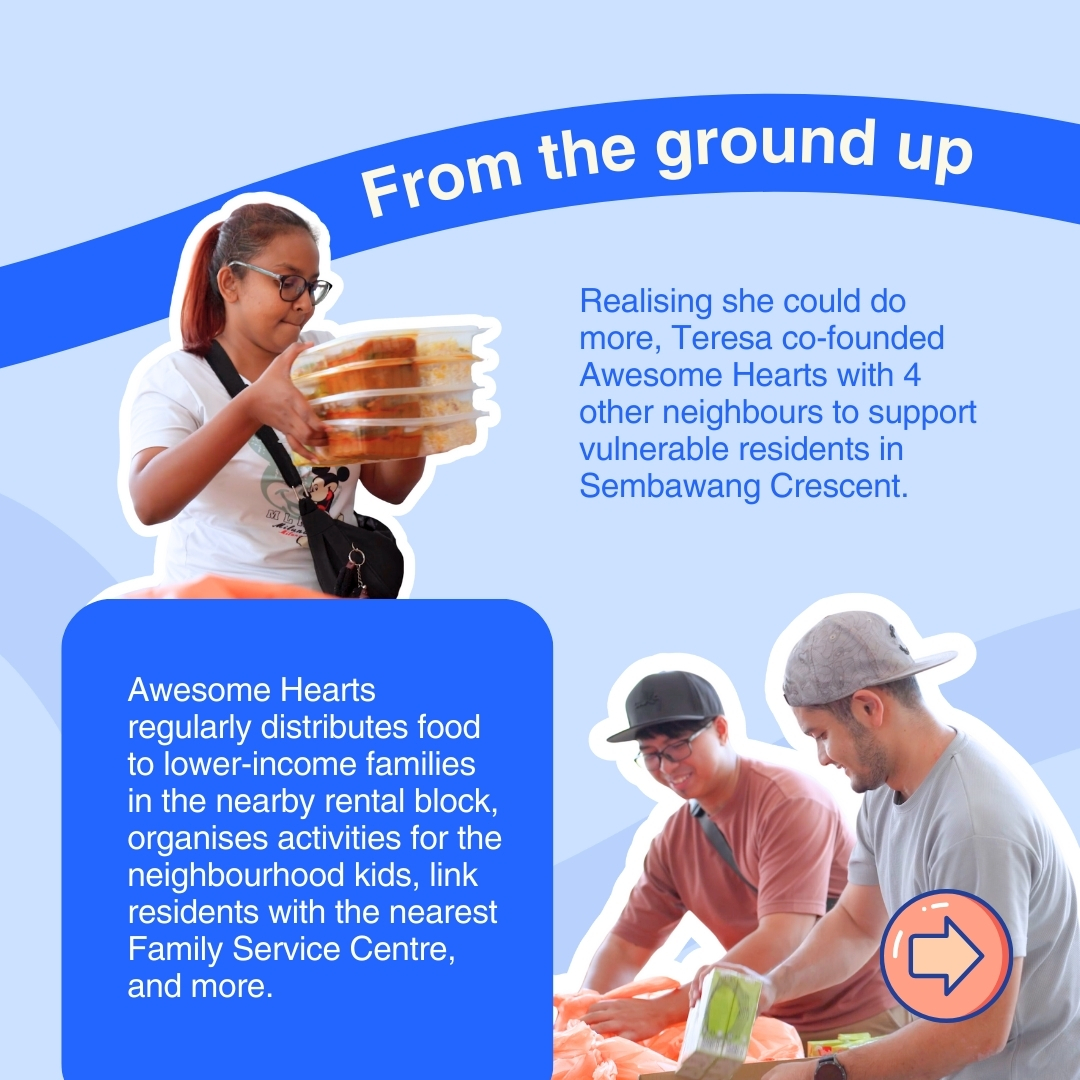 From the ground up
Realising she could do
more, Teresa co-founded
Awesome Hearts with 4
other neighbours to support
vulnerable residents in
Sembawang Crescent.
Awesome Hearts
regularly distributes food
to lower-income families
in the nearby rental block,
organises activities for the
neighbourhood kids, link
residents with the nearest
Family Service Centre,
and more.